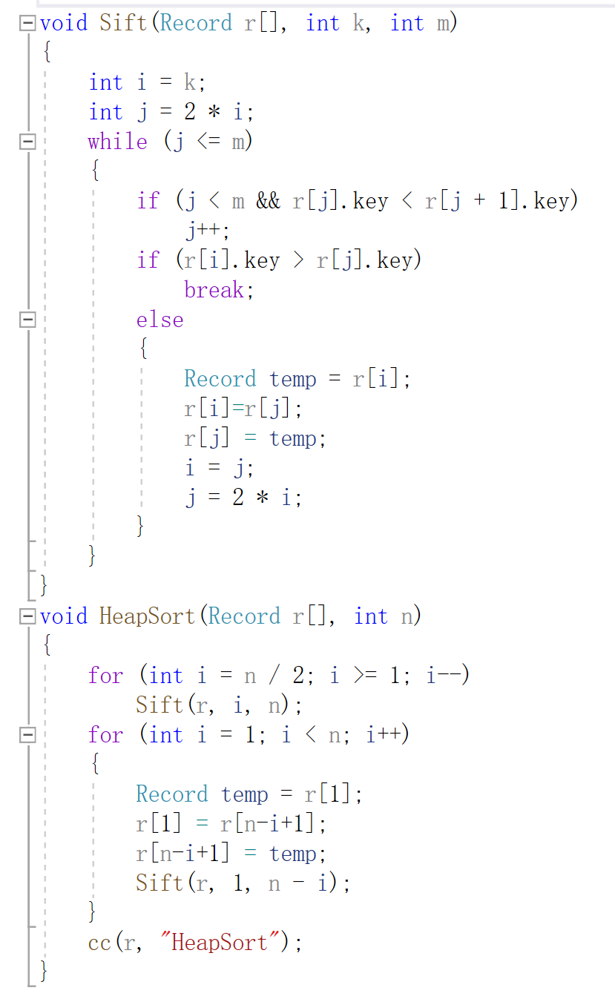 void Sift(Record r[], int k, int m)
{
    int i = k;
    int j = 2 * i;
    while (j <= m)
    {
        if (j < m && r[j].key < r[j + 1].key)
            j++;
        if (r[i].key > r[j].key)
            break;
        else
        {
            Record temp = r[i];
            r[i]=r[j];
            r[j] = temp;
            i = j;
            j = 2 * i;
        }
    }
}
void HeapSort(Record r[], int n)
{
    for (int i = n / 2; i >= 1; i--)
        Sift(r, i, n);
    for (int i = 1; i < n; i++)
    {
        Record temp = r[1];
        r[1] = r[n-i+1];
        r[n-i+1] = temp;
        Sift(r, 1, n - i);
    }
    cc(r, "HeapSort");
}